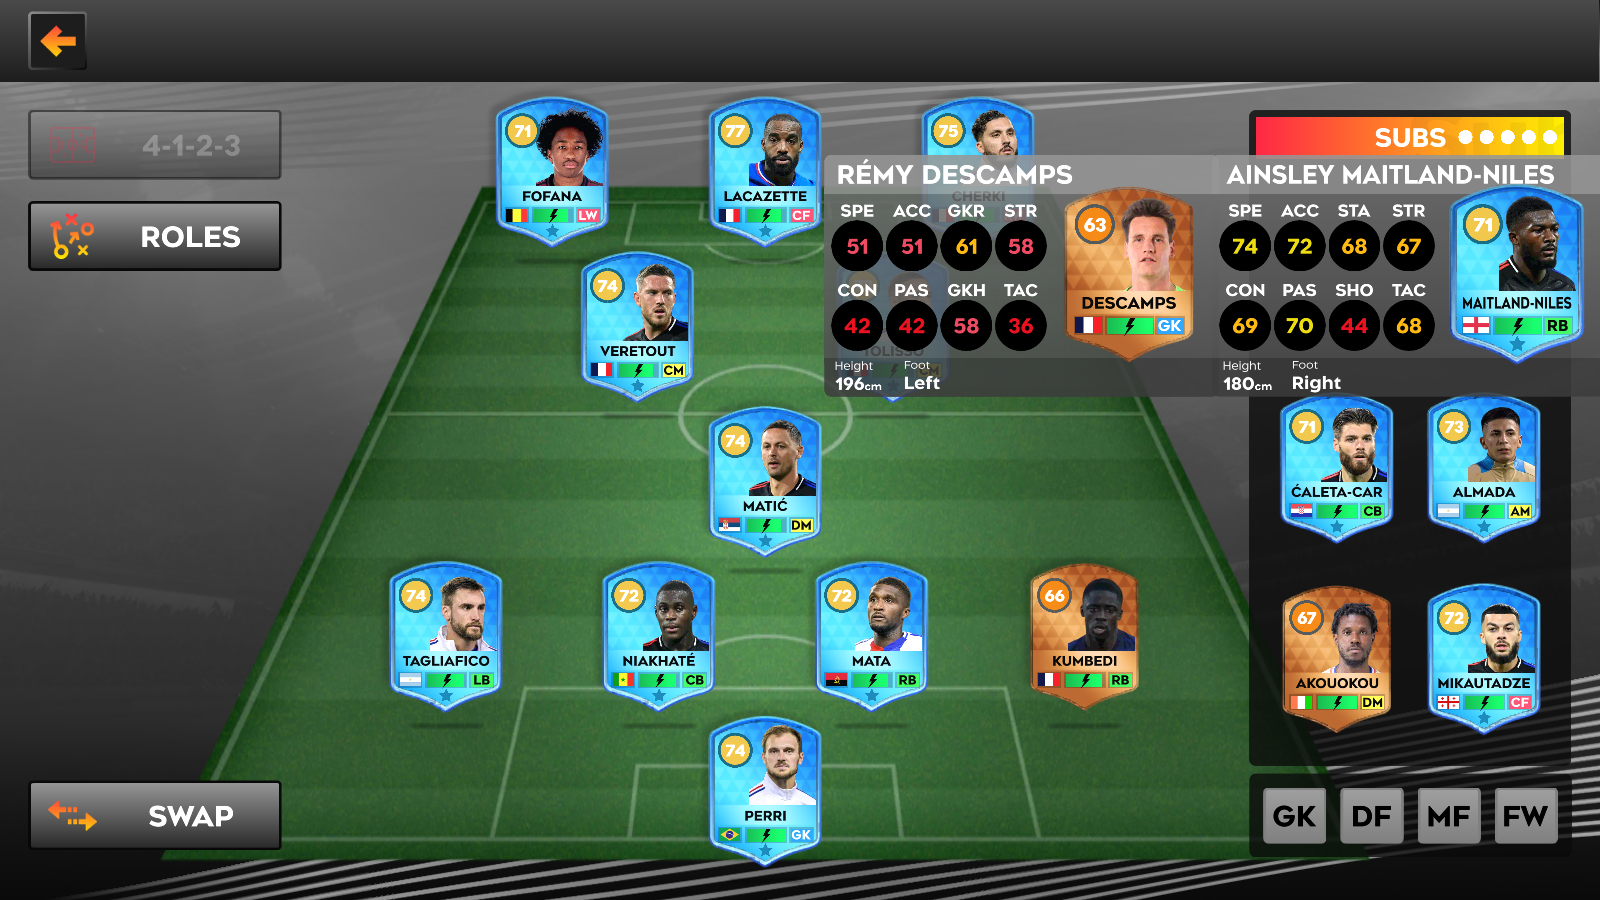 4-1-2-3
ROLES
SWAP
71
FOFANA
LW
77
LACAZETTE
CF
75
CHERKI
74
VERETOUT
CM
TOLISSO
CM
74
MATIĆ
DM
74
TAGLIAFICO
LB
72
NIAKHATÉ
CB
72
MATA
RB
66
KUMBEDI
RB
74
PERRI
GK
SUBS
RÉMY DESCAMPS
SPE ACC GKR STR
51 51 61 58
CON PAS GKH TAC
42 42 58 36
Height Foot
196cm Left
63
DESCAMPS
GK
AINSLEY MAITLAND-NILES
SPE ACC STA STR
74 72 68 67
CON PAS SHO TAC
69 70 44 68
Height Foot
180cm Right
71
MAITLAND-NILES
RB
71
ĆALETA-CAR
CB
73
ALMADA
AM
67
AKOUOKOU
DM
72
MIKAUTADZE
CF
GK DF MF FW